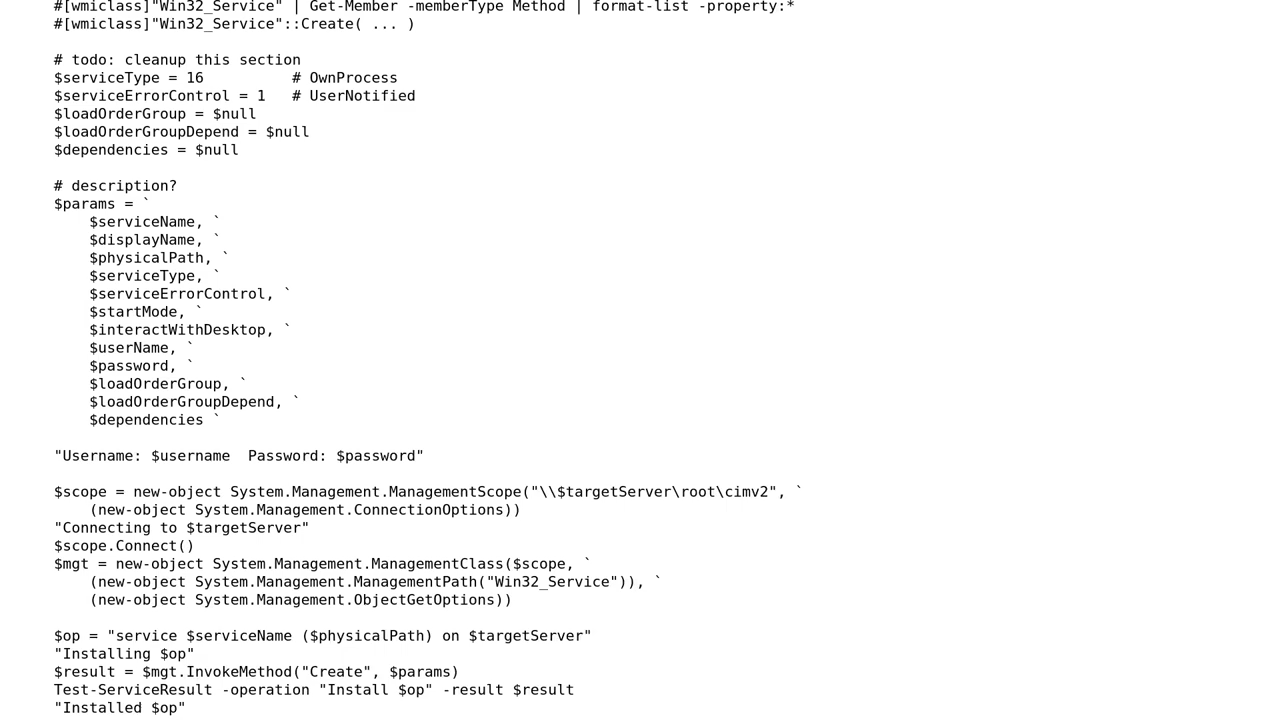 #[wmiclass]"Win32_Service" | Get-Member -memberType Method | format-list -property:*
#[wmiclass]"Win32_Service"::Create( ... )

# todo: cleanup this section
$serviceType = 16          # OwnProcess
$serviceErrorControl = 1   # UserNotified
$loadOrderGroup = $null
$loadOrderGroupDepend = $null
$dependencies = $null

# description?
$params = `
    $serviceName, `
    $displayName, `
    $physicalPath, `
    $serviceType, `
    $serviceErrorControl, `
    $startMode, `
    $interactWithDesktop, `
    $userName, `
    $password, `
    $loadOrderGroup, `
    $loadOrderGroupDepend, `
    $dependencies `

"Username: $username  Password: $password"

$scope = new-object System.Management.ManagementScope("\\$targetServer\root\cimv2", `
    (new-object System.Management.ConnectionOptions))
"Connecting to $targetServer"
$scope.Connect()
$mgt = new-object System.Management.ManagementClass($scope, `
    (new-object System.Management.ManagementPath("Win32_Service")), `
    (new-object System.Management.ObjectGetOptions))

$op = "service $serviceName ($physicalPath) on $targetServer"
"Installing $op"
$result = $mgt.InvokeMethod("Create", $params)
Test-ServiceResult -operation "Install $op" -result $result
"Installed $op"